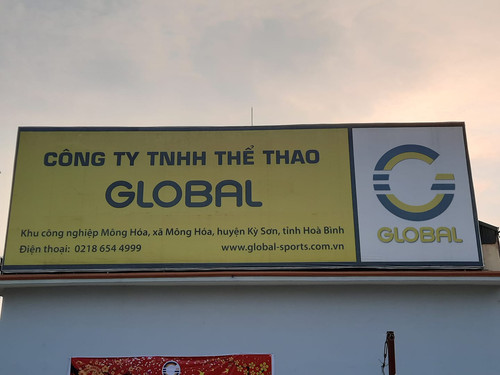 CÔNG TY TNHH THỂ THAO
GLOBAL
Khu công nghiệp Mông Hóa, xã Mông Hóa, huyện Kỳ Sơn, tỉnh Hoà Bình
Điện thoại: 0218 654 4999
www.global-sports.com.vn
GLOBAL